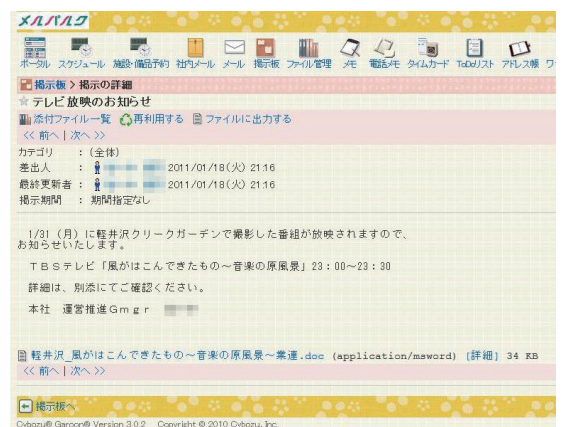 メルパルク
ポータル スケジュール 施設・備品予約 社内メール メール 掲示板 ファイル管理 メモ 電話メモ タイムカード ToDoリスト アドレス帳 ワ
掲示板 > 掲示の詳細
テレビ放映のお知らせ
添付ファイル一覧 再利用する ファイルに出力する
<< 前へ | 次へ >>
カテゴリ : (全体)
差出人 : 2011/01/18(火) 21:16
最終更新者 : 2011/01/18(火) 21:16
掲示期間 : 期間指定なし
1/31 (月) に軽井沢クリークガーデンで撮影した番組が放映されますので、
お知らせいたします。
TBSテレビ「風がはこんできたもの~音楽の原風景」23:00~23:30
詳細は、別添にてご確認ください。
本社 運営推進Gmgr
軽井沢_風がはこんできたもの~音楽の原風景~業連.doc (application/msword) [詳細] 34 KB
<< 前へ | 次へ >>
掲示板へ
Cybozu® Garoon® Version 3.0.2 Copyright © 2010 Cybozu, Inc.